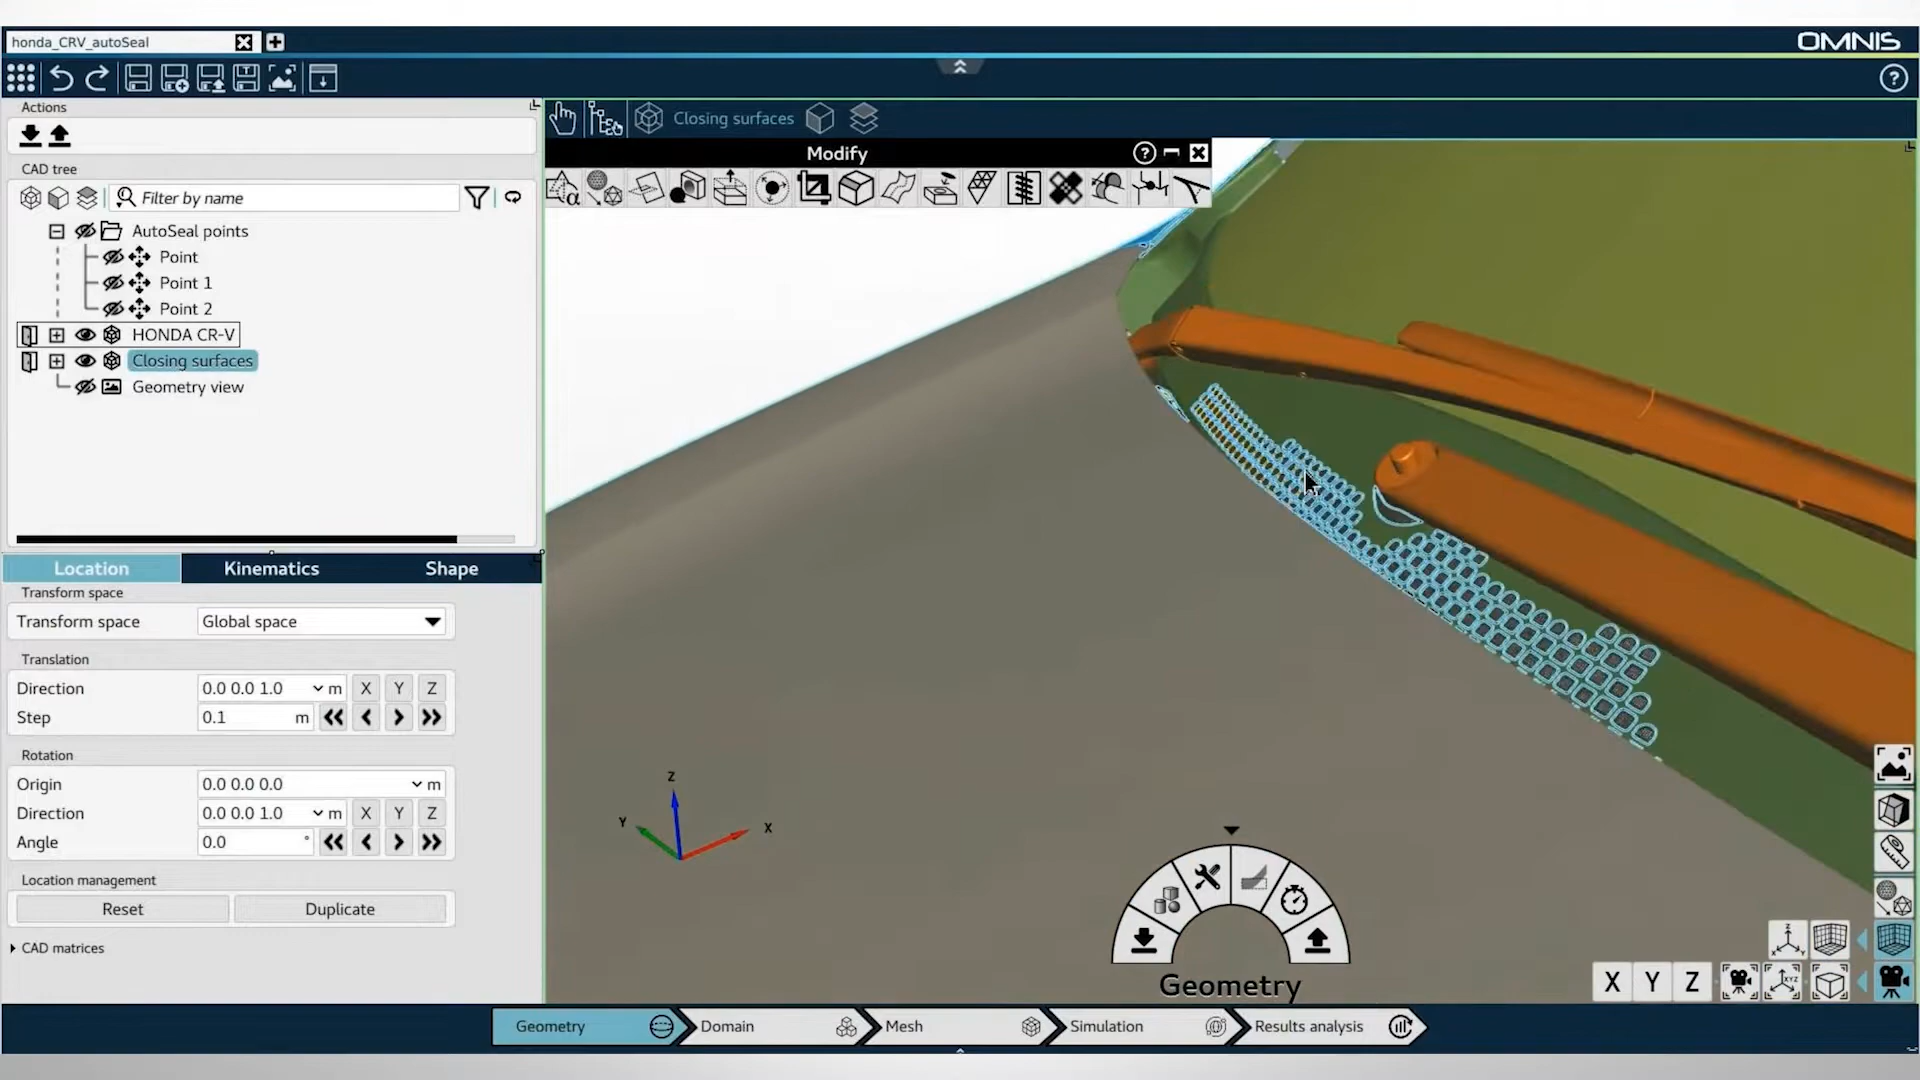 honda_CRV_autoSeal
OMNIS
Actions
Closing surfaces
Modify
CAD tree
Filter by name
AutoSeal points
Point
Point 1
Point 2
HONDA CR-V
Closing surfaces
Geometry view
Location
Kinematics
Shape
Transform space
Transform space
Global space
Translation
Direction
0.0 0.0 1.0
m
X
Y
Z
Step
0.1
m
Rotation
Origin
0.0 0.0 0.0
m
Direction
0.0 0.0 1.0
m
X
Y
Z
Angle
0.0
°
Location management
Reset
Duplicate
CAD matrices
Z
Y
X
Geometry
X
Y
Z
Geometry
Domain
Mesh
Simulation
Results analysis